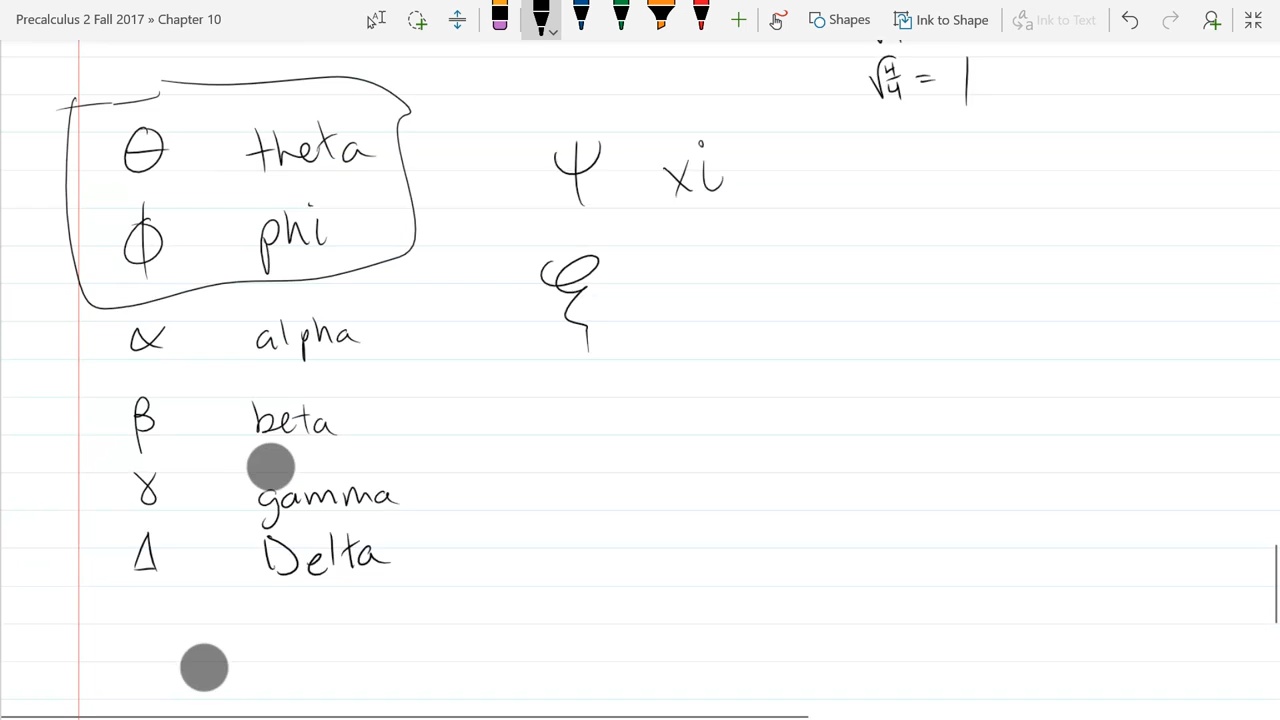 Precalculus 2 Fall 2017 » Chapter 10
Shapes
Ink to Shape
Ink to Text
√4/4 = 1
θ theta
ϕ phi
α alpha
β beta
γ gamma
Δ Delta
ψ xi
ξ